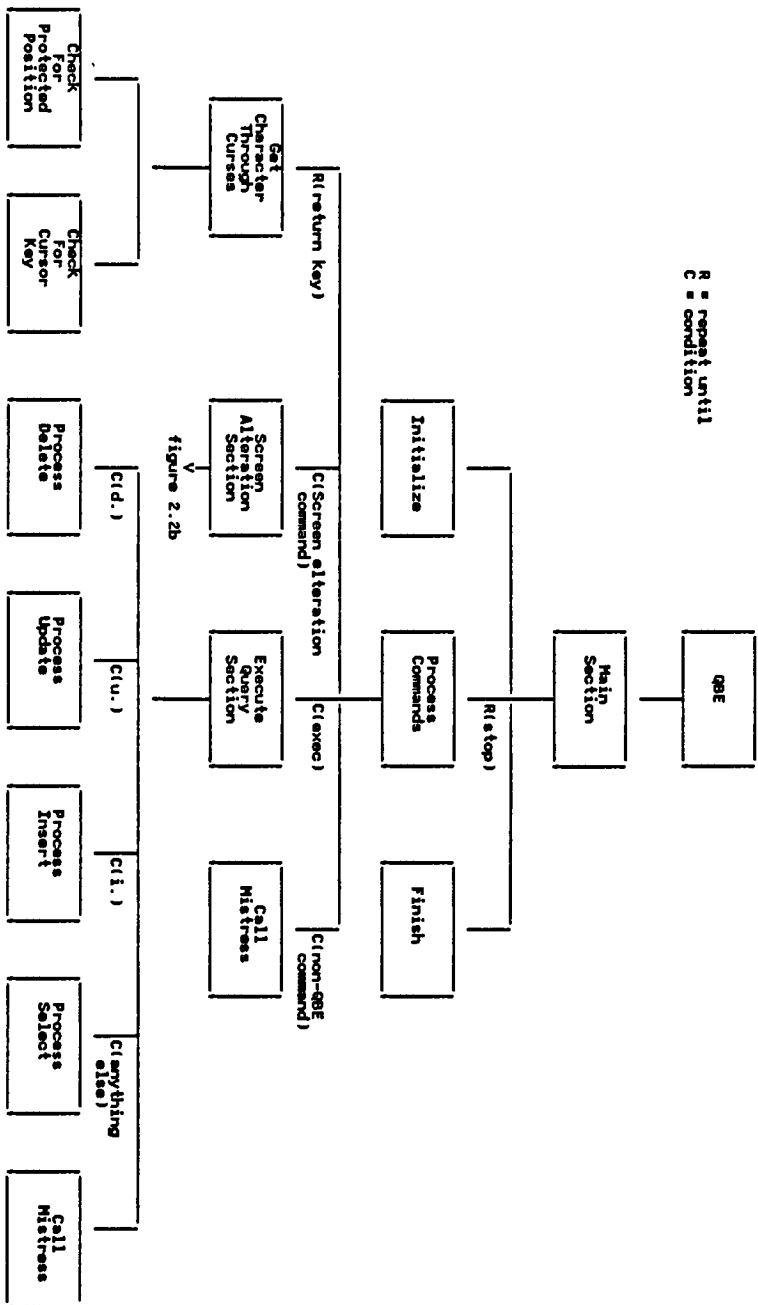 R = repeat until
C = condition
QBE
Main
Section
R(stop)
Initialize
Process
Commands
Finish
R(return key)
C(Screen alteration
command)
C(exec)
C(non-QBE
command)
Get
Character
Through
Curses
Screen
Alteration
Section
Execute
Query
Section
Call
Mistress
V
figure 2.2b
C(d.)
C(u.)
C(i.)
C(anything
else)
Check
For
Protected
Position
Check
For
Cursor
Key
Process
Delete
Process
Update
Process
Insert
Process
Select
Call
Mistress